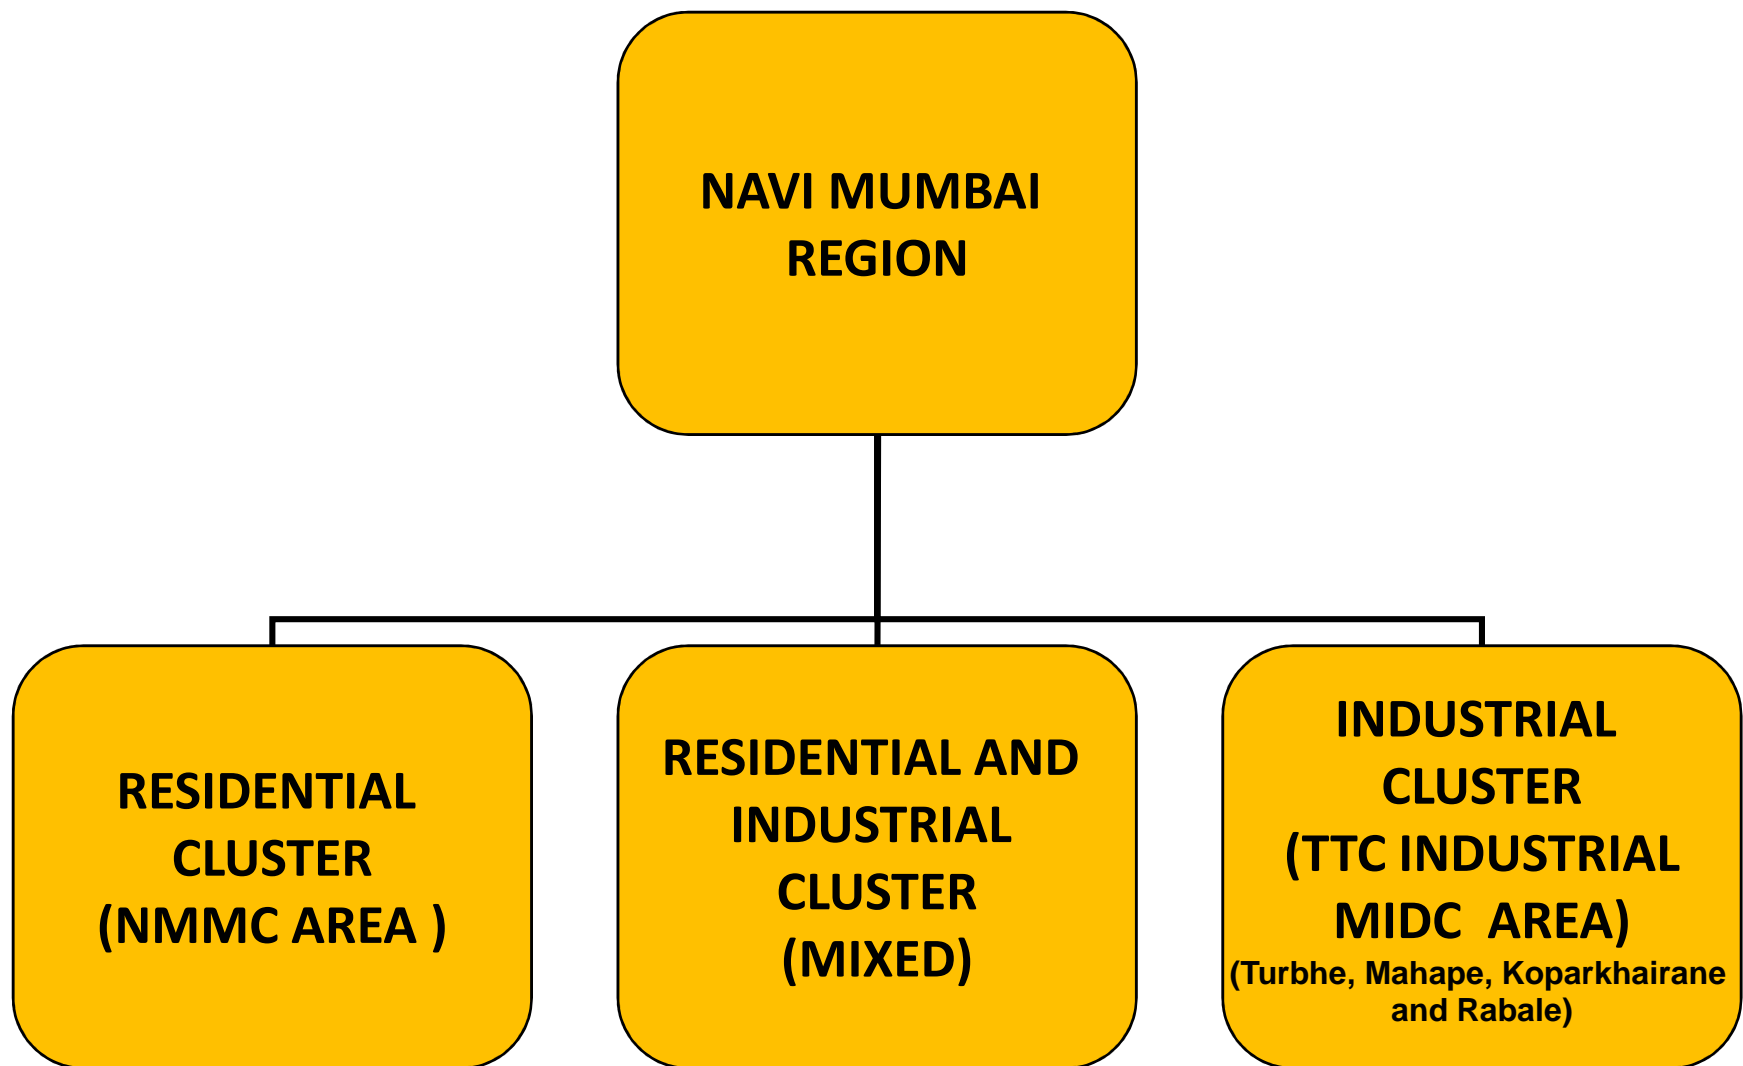 NAVI MUMBAI
REGION
RESIDENTIAL
CLUSTER
(NMMC AREA )
RESIDENTIAL AND
INDUSTRIAL
CLUSTER
(MIXED)
INDUSTRIAL
CLUSTER
(TTC INDUSTRIAL
MIDC  AREA)
(Turbhe, Mahape, Koparkhairane
and Rabale)